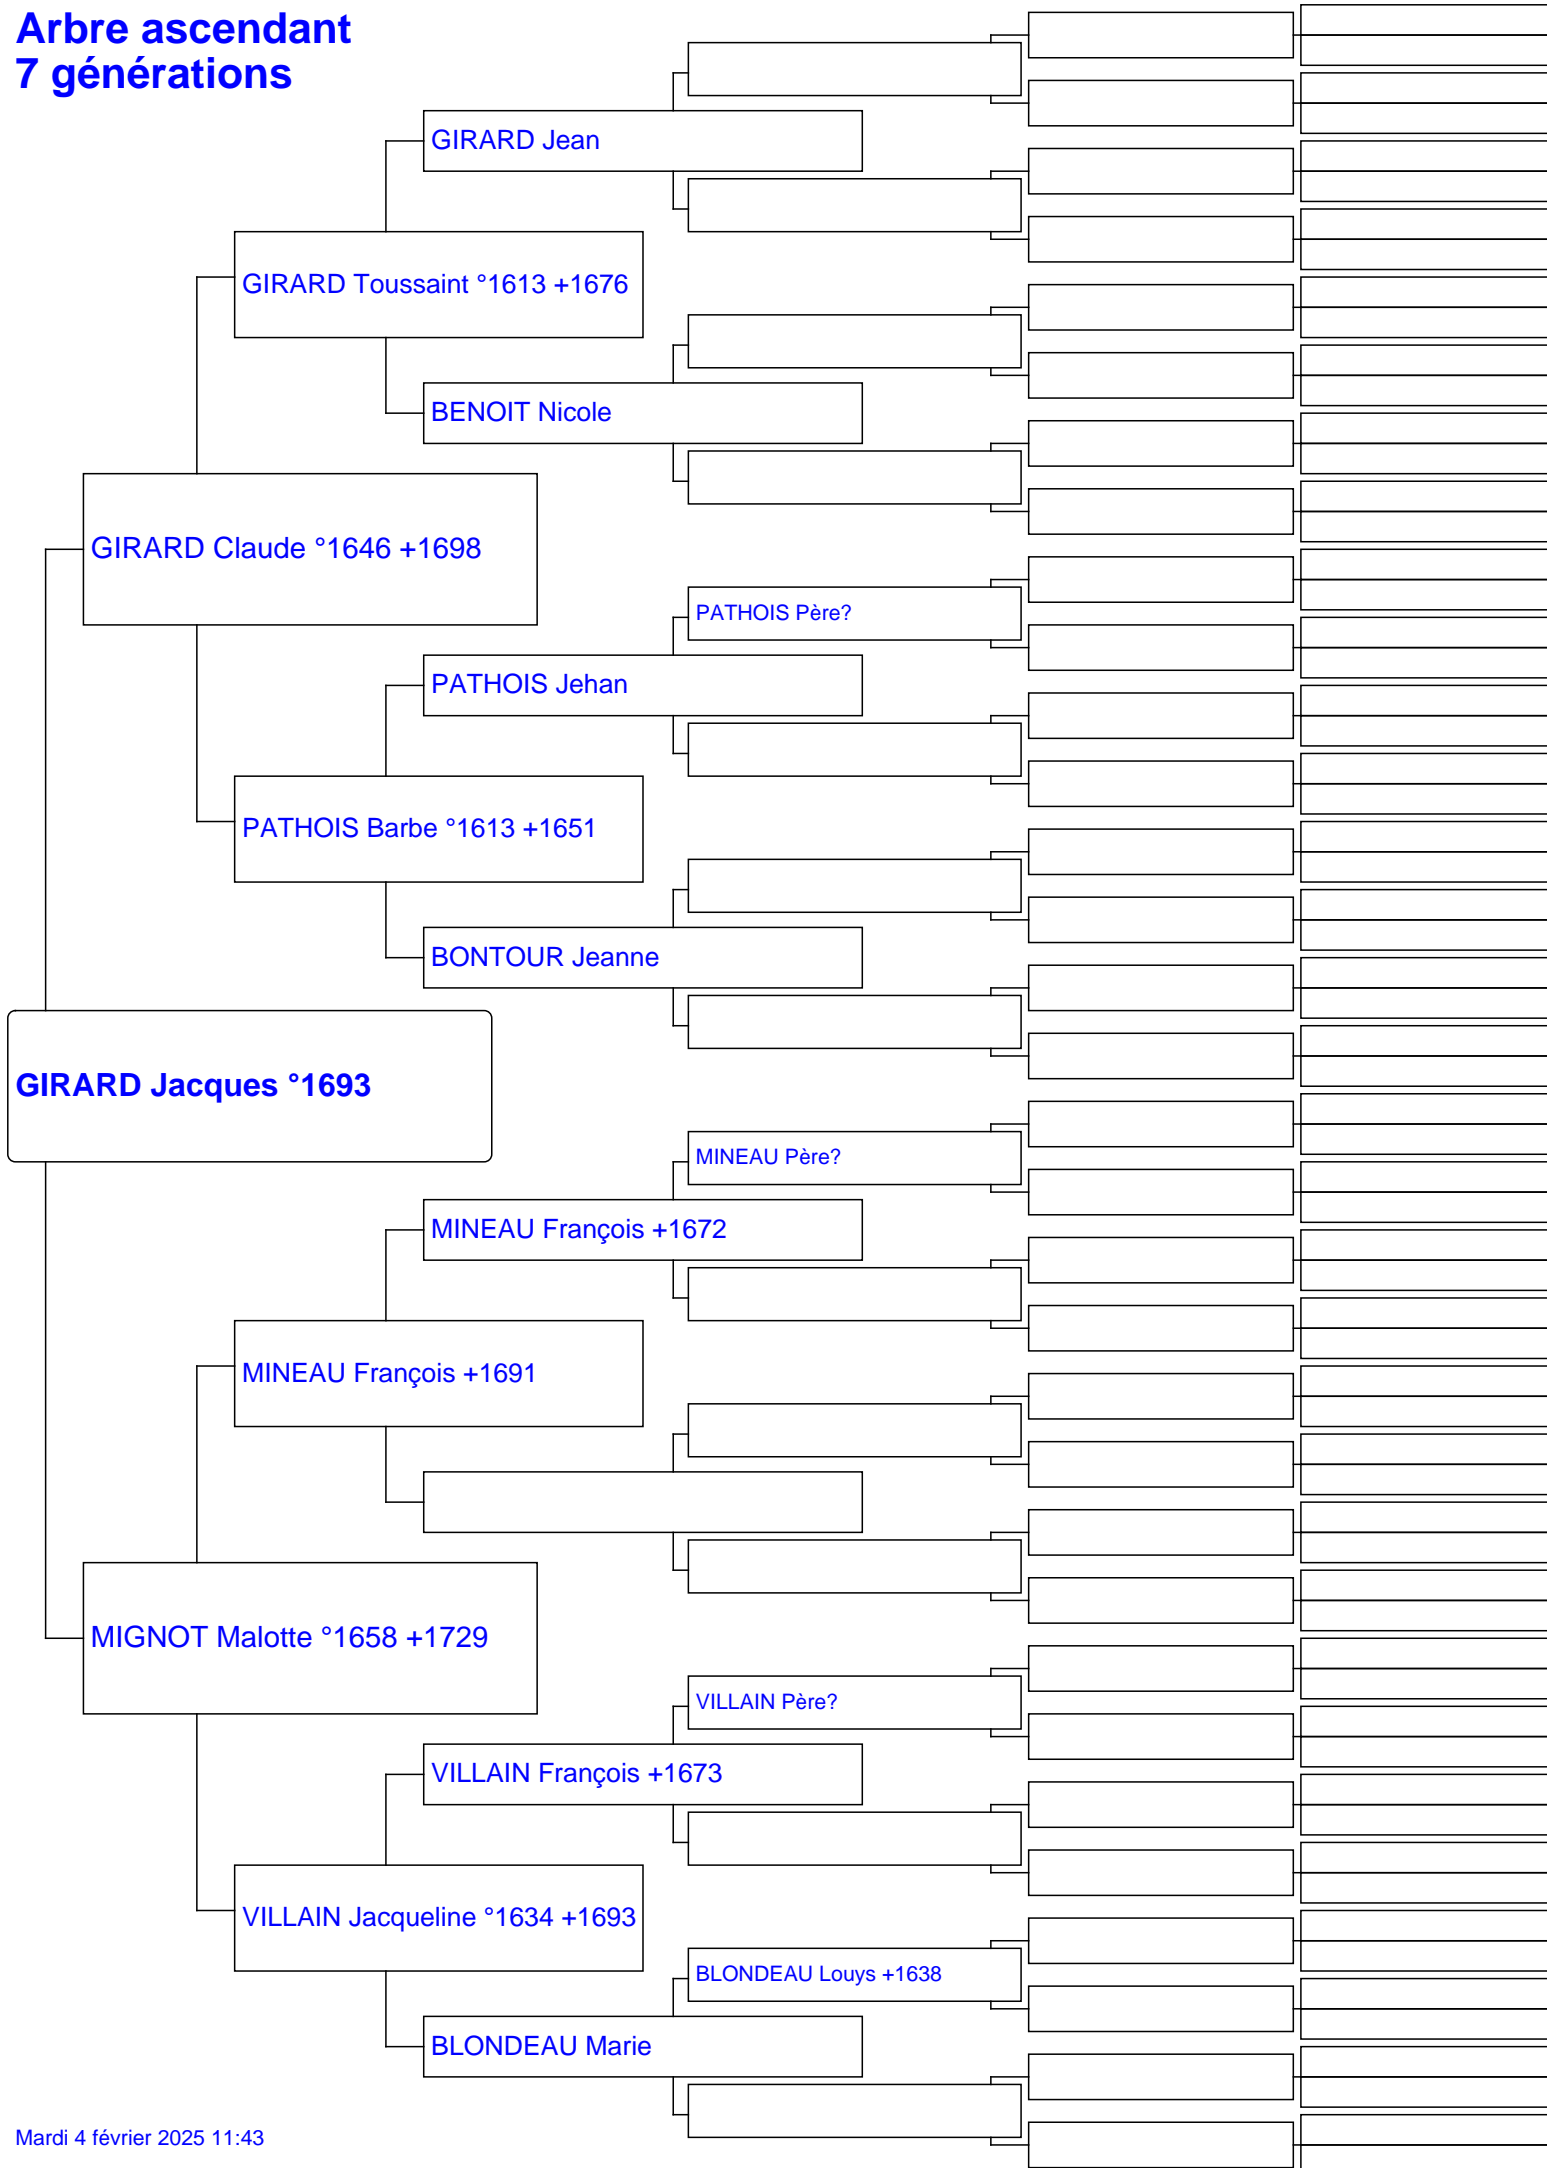 Arbre ascendant
7 générations
GIRARD Jean
GIRARD Toussaint °1613 +1676
BENOIT Nicole
GIRARD Claude °1646 +1698
PATHOIS Père?
PATHOIS Jehan
PATHOIS Barbe °1613 +1651
BONTOUR Jeanne
GIRARD Jacques °1693
MINEAU Père?
MINEAU François +1672
MINEAU François +1691
MIGNOT Malotte °1658 +1729
VILLAIN Père?
VILLAIN François +1673
VILLAIN Jacqueline °1634 +1693
BLONDEAU Louys +1638
BLONDEAU Marie
Mardi 4 février 2025 11:43